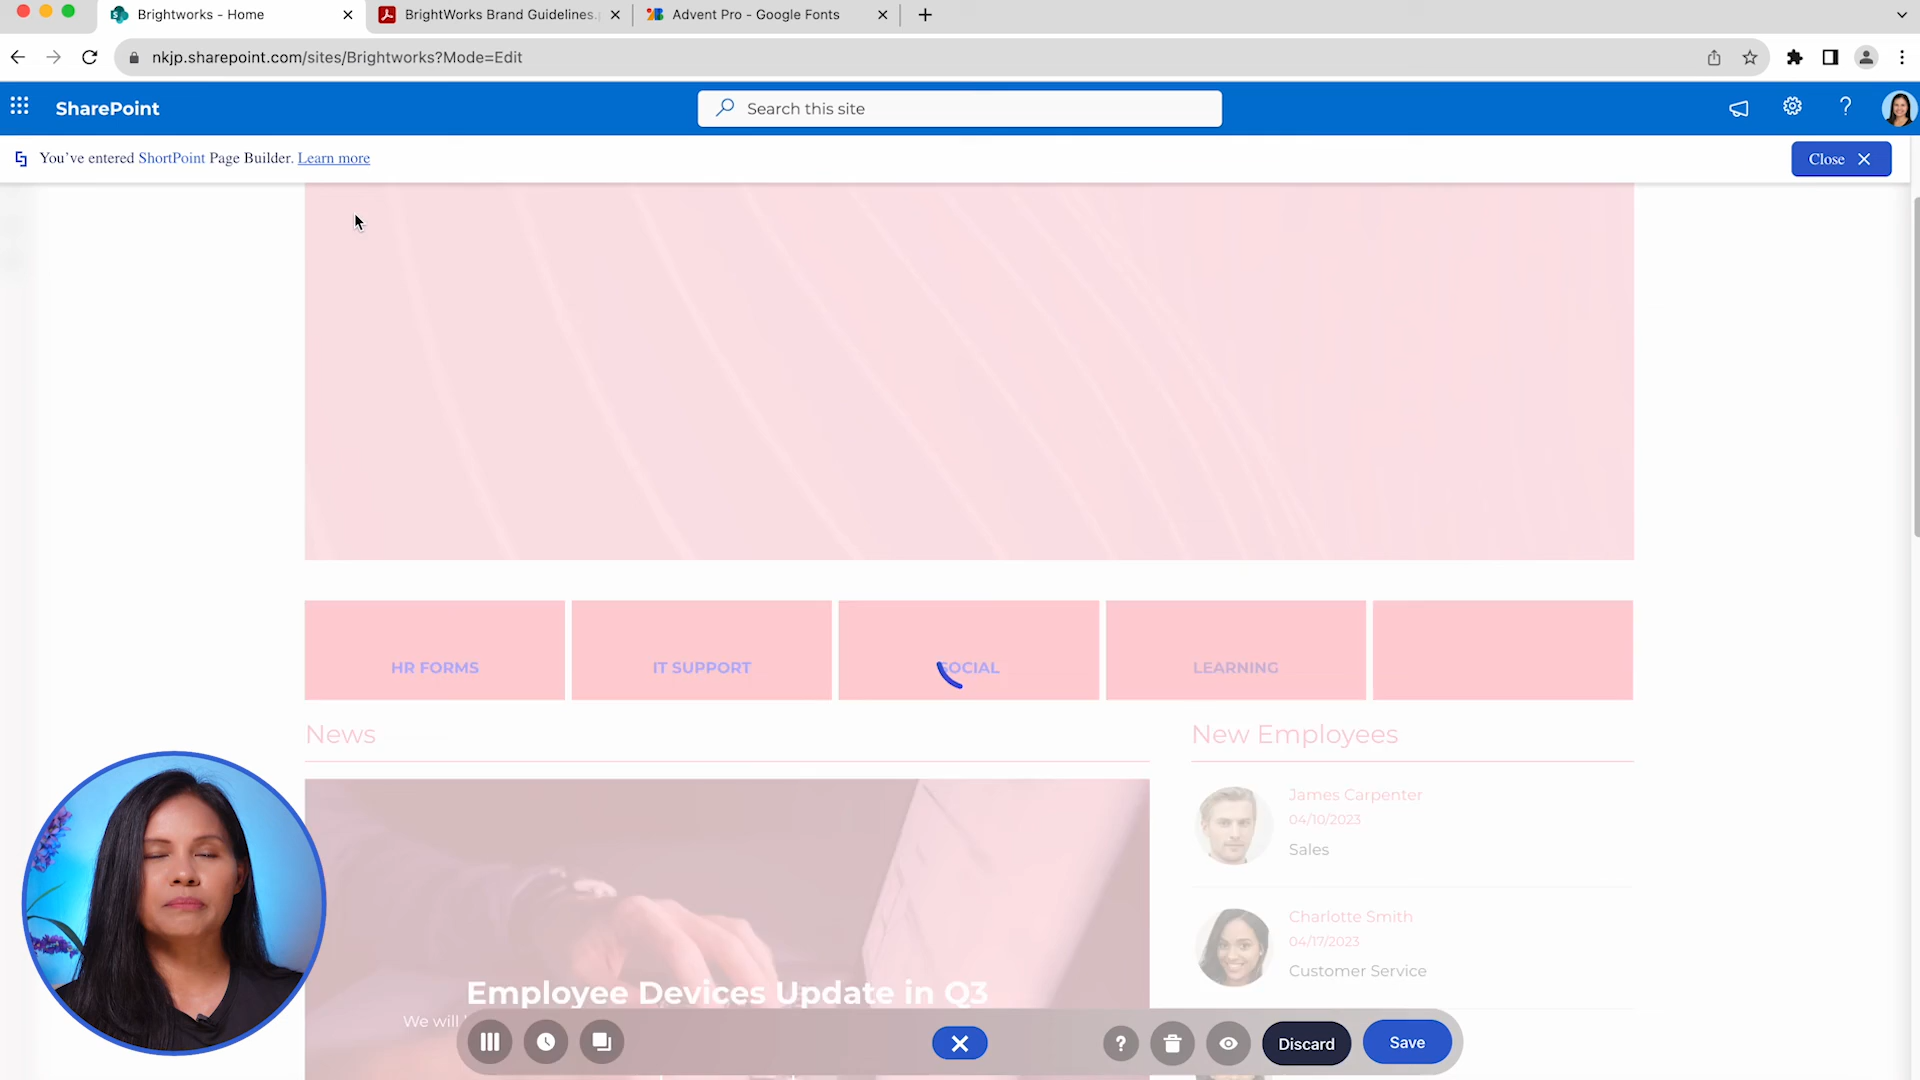 Brightworks - Home
BrightWorks Brand Guidelines.
Advent Pro - Google Fonts
nkjp.sharepoint.com/sites/Brightworks?Mode=Edit
SharePoint
Search this site
You've entered ShortPoint Page Builder. Learn more
Close
HR FORMS
IT SUPPORT
SOCIAL
LEARNING
News
New Employees
James Carpenter
04/10/2023
Sales
Charlotte Smith
04/17/2023
Customer Service
Employee Devices Update in Q3
We will
Discard
Save